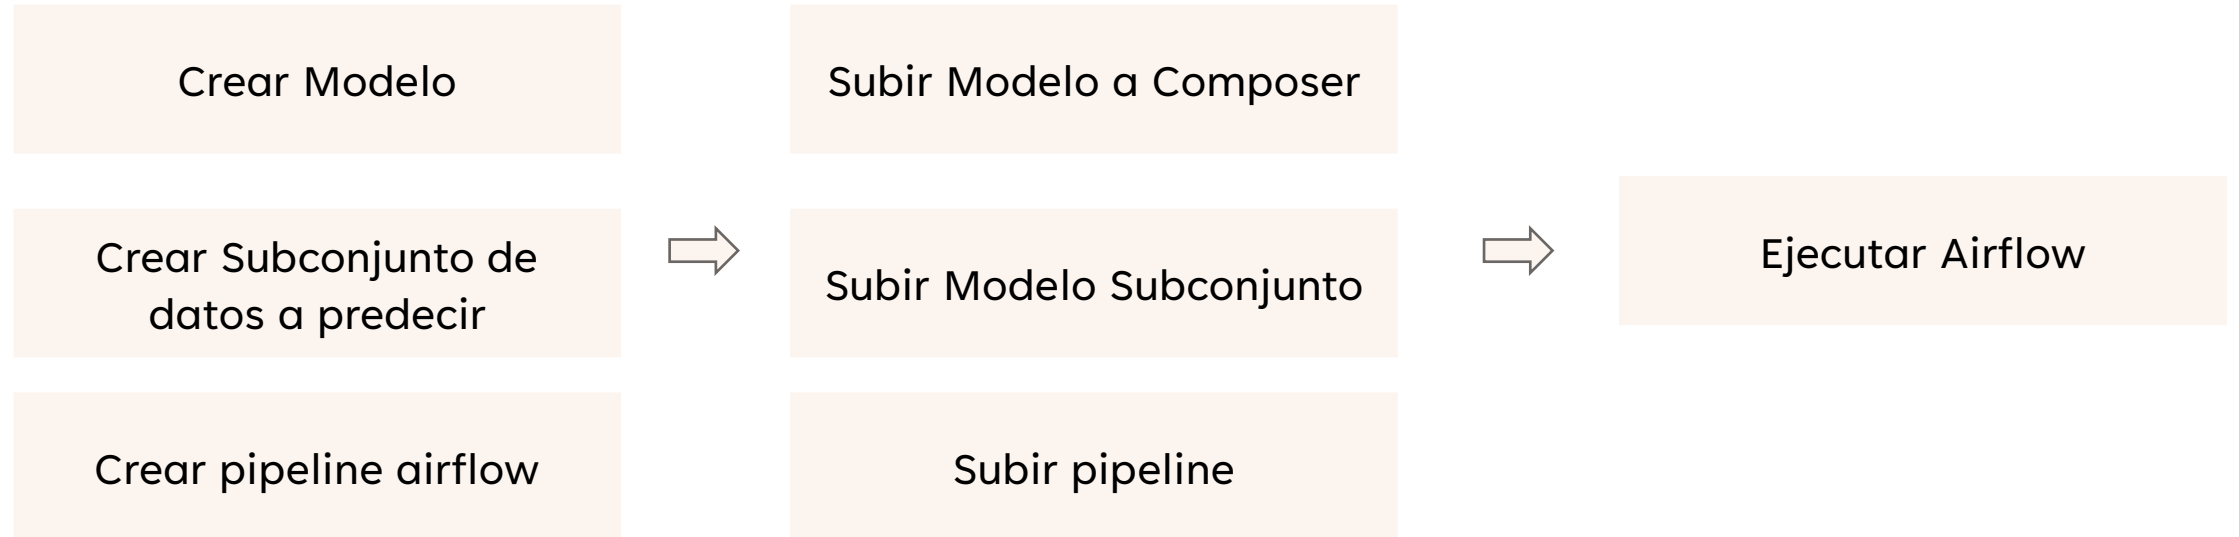 Crear Modelo
Subir Modelo a Composer
Crear Subconjunto de
datos a predecir
Subir Modelo Subconjunto
Ejecutar Airflow
Crear pipeline airflow
Subir pipeline